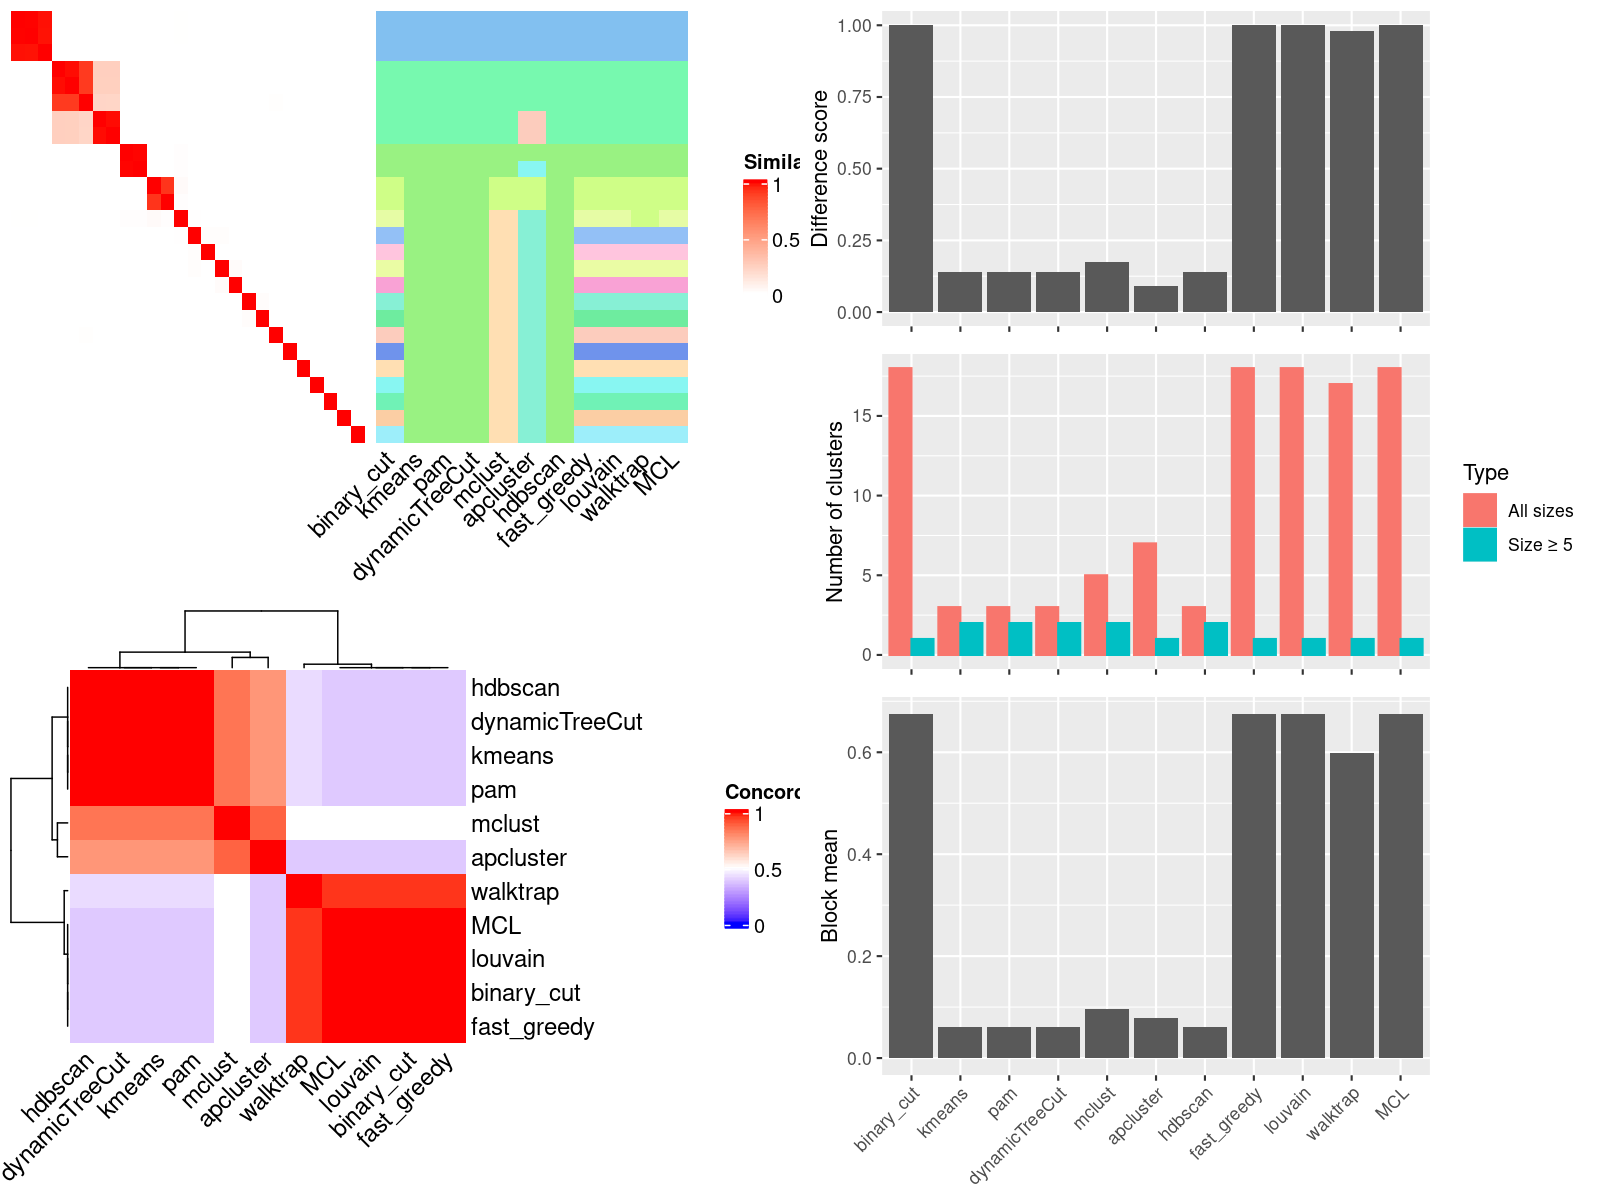 Simila
1
0.5
0
binary_cut
kmeans
pam
dynamicTreeCut
mclust
apcluster
hdbscan
fast_greedy
louvain
walktrap
MCL
hdbscan
dynamicTreeCut
kmeans
pam
mclust
apcluster
walktrap
MCL
louvain
binary_cut
fast_greedy
Concord
1
0.5
0
hdbscan
dynamicTreeCut
kmeans
pam
mclust
apcluster
walktrap
MCL
louvain
binary_cut
fast_greedy
Difference score
1.00
0.75
0.50
0.25
0.00
Number of clusters
15
10
5
0
Type
All sizes
Size ≥ 5
Block mean
0.6
0.4
0.2
0.0
binary_cut
kmeans
pam
dynamicTreeCut
mclust
apcluster
hdbscan
fast_greedy
louvain
walktrap
MCL